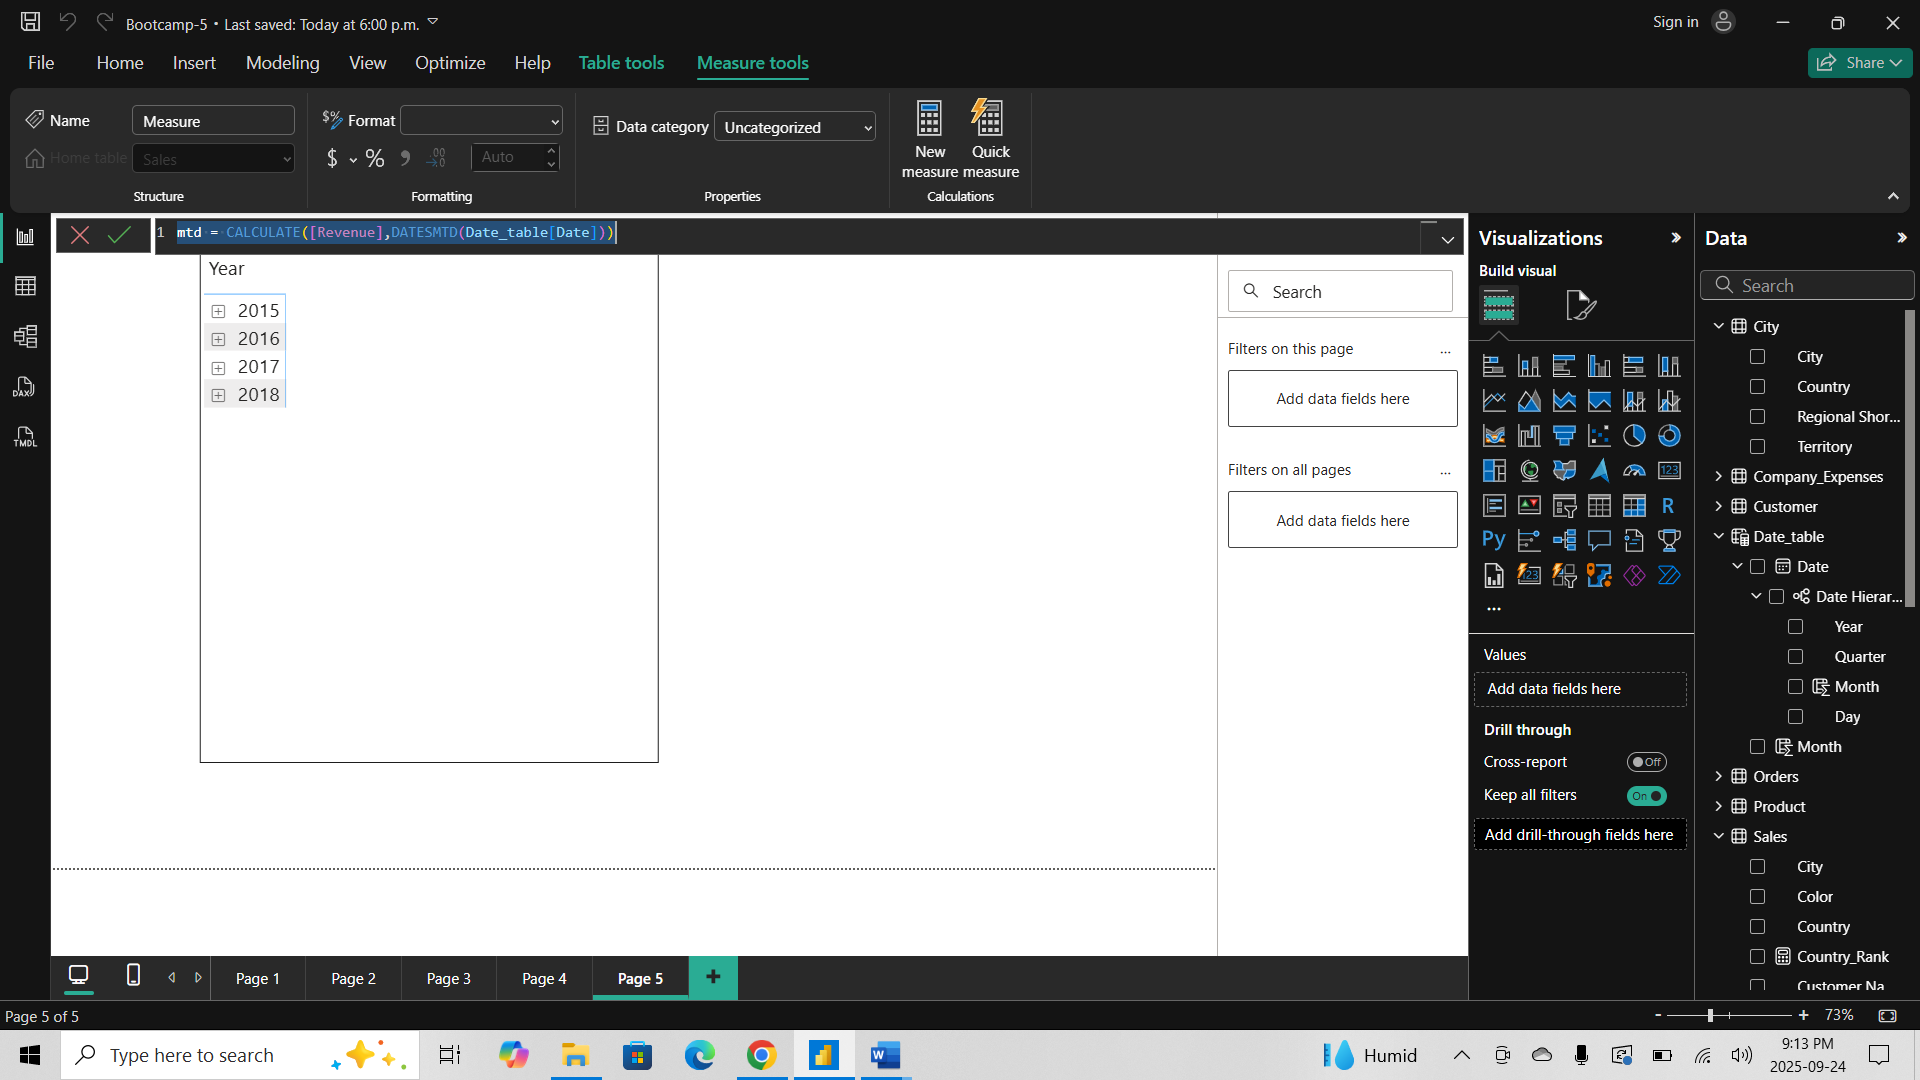 Bootcamp-5 • Last saved: Today at 6:00 p.m.
Sign in
File Home Insert Modeling View Optimize Help Table tools Measure tools
Share
Name Measure
Home table Sales
Structure
Format
$ % 9 .00
Auto
Formatting
Data category Uncategorized
Properties
New measure
Quick measure
Calculations
1 mtd = CALCULATE([Revenue],DATESMTD(Date_table[Date]))
Year
2015
2016
2017
2018
Search
Filters on this page ...
Add data fields here
Filters on all pages ...
Add data fields here
Visualizations
Build visual
123
R
Py
123
...
Values
Add data fields here
Drill through
Cross-report Off
Keep all filters On
Add drill-through fields here
Data
Search
City
City
Country
Regional Shor...
Territory
Company_Expenses
Customer
Date_table
Date
Date Hierar...
Year
Quarter
Month
Day
Month
Orders
Product
Sales
City
Color
Country
Country_Rank
Customer Na
DAX
TMDL
Page 1 Page 2 Page 3 Page 4 Page 5 +
Page 5 of 5
- + 73%
Type here to search
W
Humid
9:13 PM
2025-09-24